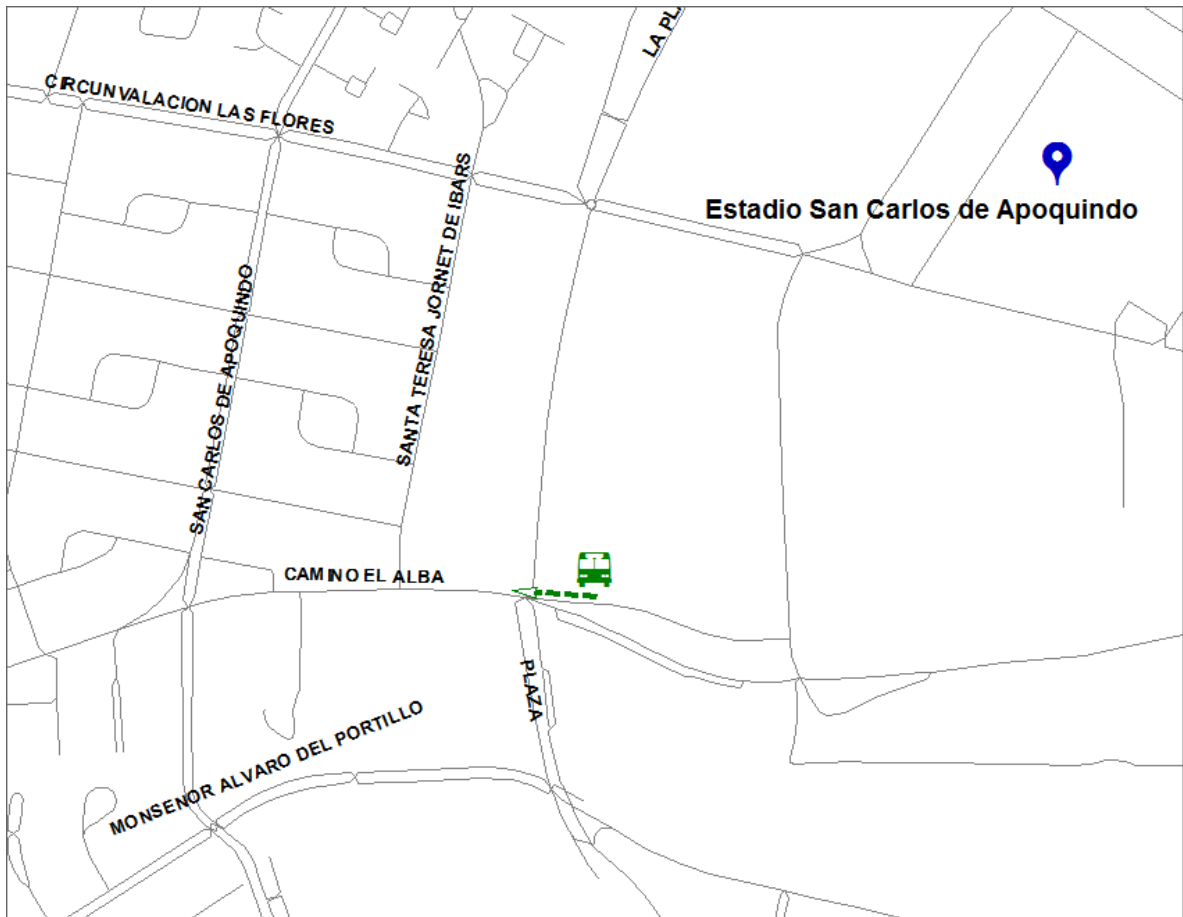 LA PLA
CIRCUNVALACION LAS FLORES
Estadio San Carlos de Apoquindo
SANTA TERESA JORNET DE IBARS
SAN CARLOS DE APOQUINDO
CAMINO EL ALBA
PLAZA
MONSENOR ALVARO DEL PORTILLO